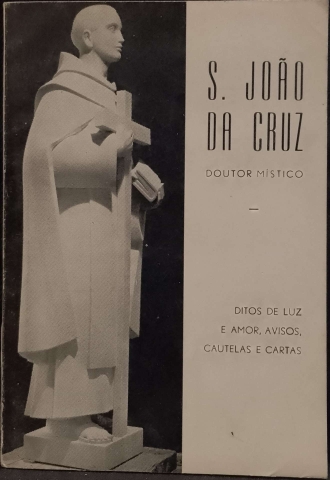 S. JOÃO
DA CRUZ
DOUTOR MÍSTICO
—
DITOS DE LUZ
E AMOR, AVISOS,
CAUTELAS E CARTAS